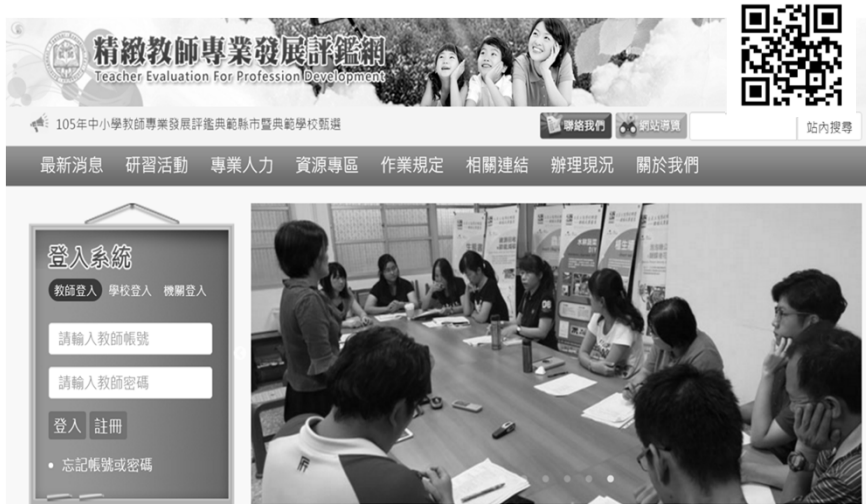 精緻教師專業發展評鑑網
Teacher Evaluation For Profession Development
105年中小學教師專業發展評鑑典範縣市暨典範學校甄選
聯絡我們 網站導覽 站內搜尋
最新消息 研習活動 專業人力 資源專區 作業規定 相關連結 辦理現況 關於我們
登入系統
教師登入 學校登入 機關登入
請輸入教師帳號
請輸入教師密碼
登入 註冊
忘記帳號或密碼